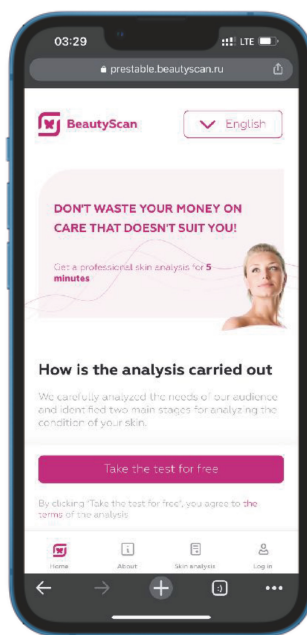 03:29
LTE
prestable.beautyscan.ru
BeautyScan
English
DON'T WASTE YOUR MONEY ON
CARE THAT DOESN'T SUIT YOU!
Get a professional skin analysis for 5
minutes
How is the analysis carried out
We carefully analyzed the needs of our audience
and identified two main stages for analyzing the
condition of your skin.
Take the test for free
By clicking "Take the test for free", you agree to the
terms of the analysis
Home About Skin analysis Log in